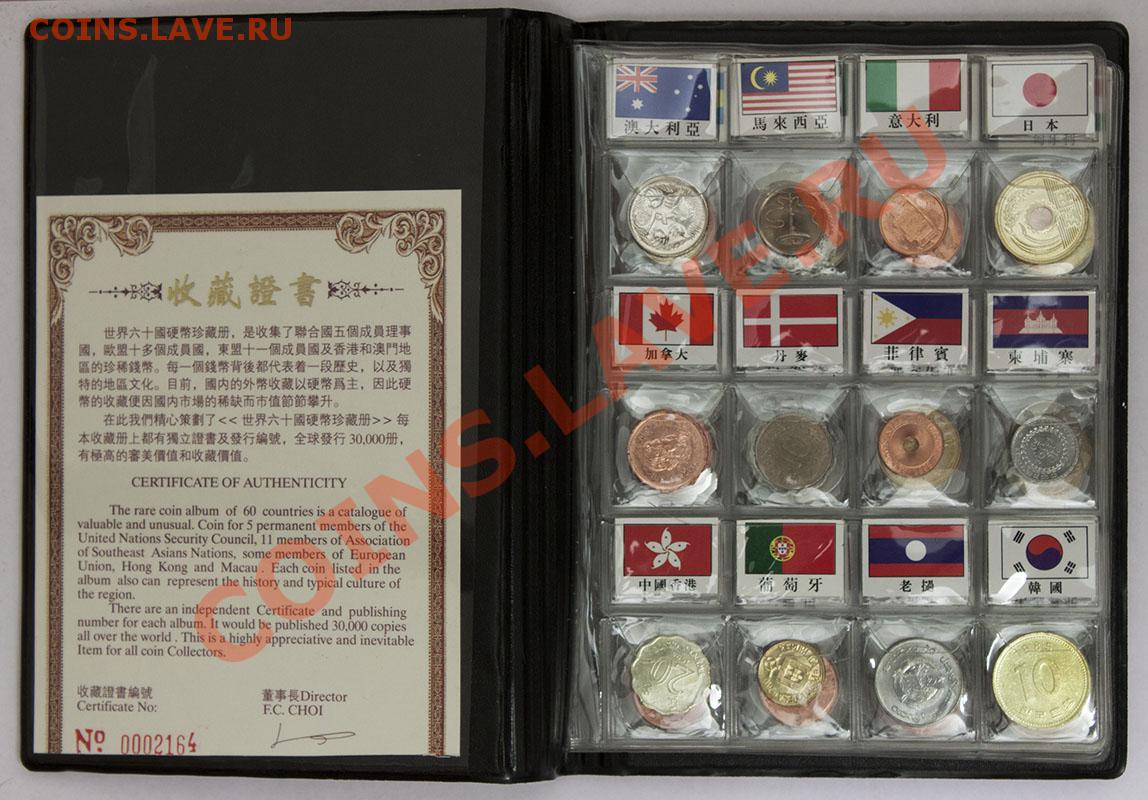 COINS.LAVE.RU
收藏證書
世界六十國硬幣珍藏册，是收集了聯合國五個成員理事
國，歐盟十多個成員國，東盟十一個成員國及香港和澳門地
區的珍稀錢幣。每一個錢幣背後都代表着一段歷史，以及獨
特的地區文化。目前，國内的外幣收藏以硬幣爲主，因此硬
幣的收藏便因國内市場的稀缺而市值節節攀升。
在此我們精心策劃了<< 世界六十國硬幣珍藏册>> 每
本收藏册上都有獨立證書及發行編號，全球發行 30,000册，
有極高的審美價值和收藏價值。
CERTIFICATE OF AUTHENTICITY
The rare coin album of 60 countries is a catalogue of
valuable and unusual. Coin for 5 permanent members of the
United Nations Security Council, 11 members of Association
of Southeast Asians Nations, some members of European
Union, Hong Kong and Macau. Each coin listed in the
album also can represent the history and typical culture of
the region.
There are an independent Certificate and publishing
number for each album. It would be published 30,000 copies
all over the world . This is a highly appreciative and inevitable
Item for all coin Collectors.
收藏證書編號
Certificate No:
董事長Director
F.C. CHOI
No 0002164
澳大利亞
馬來西亞
意大利
日本
加拿大
丹麥
菲律賓
柬埔寨
中國香港
葡萄牙
老撾
韓國
20
10
COINS.LAVE.RU